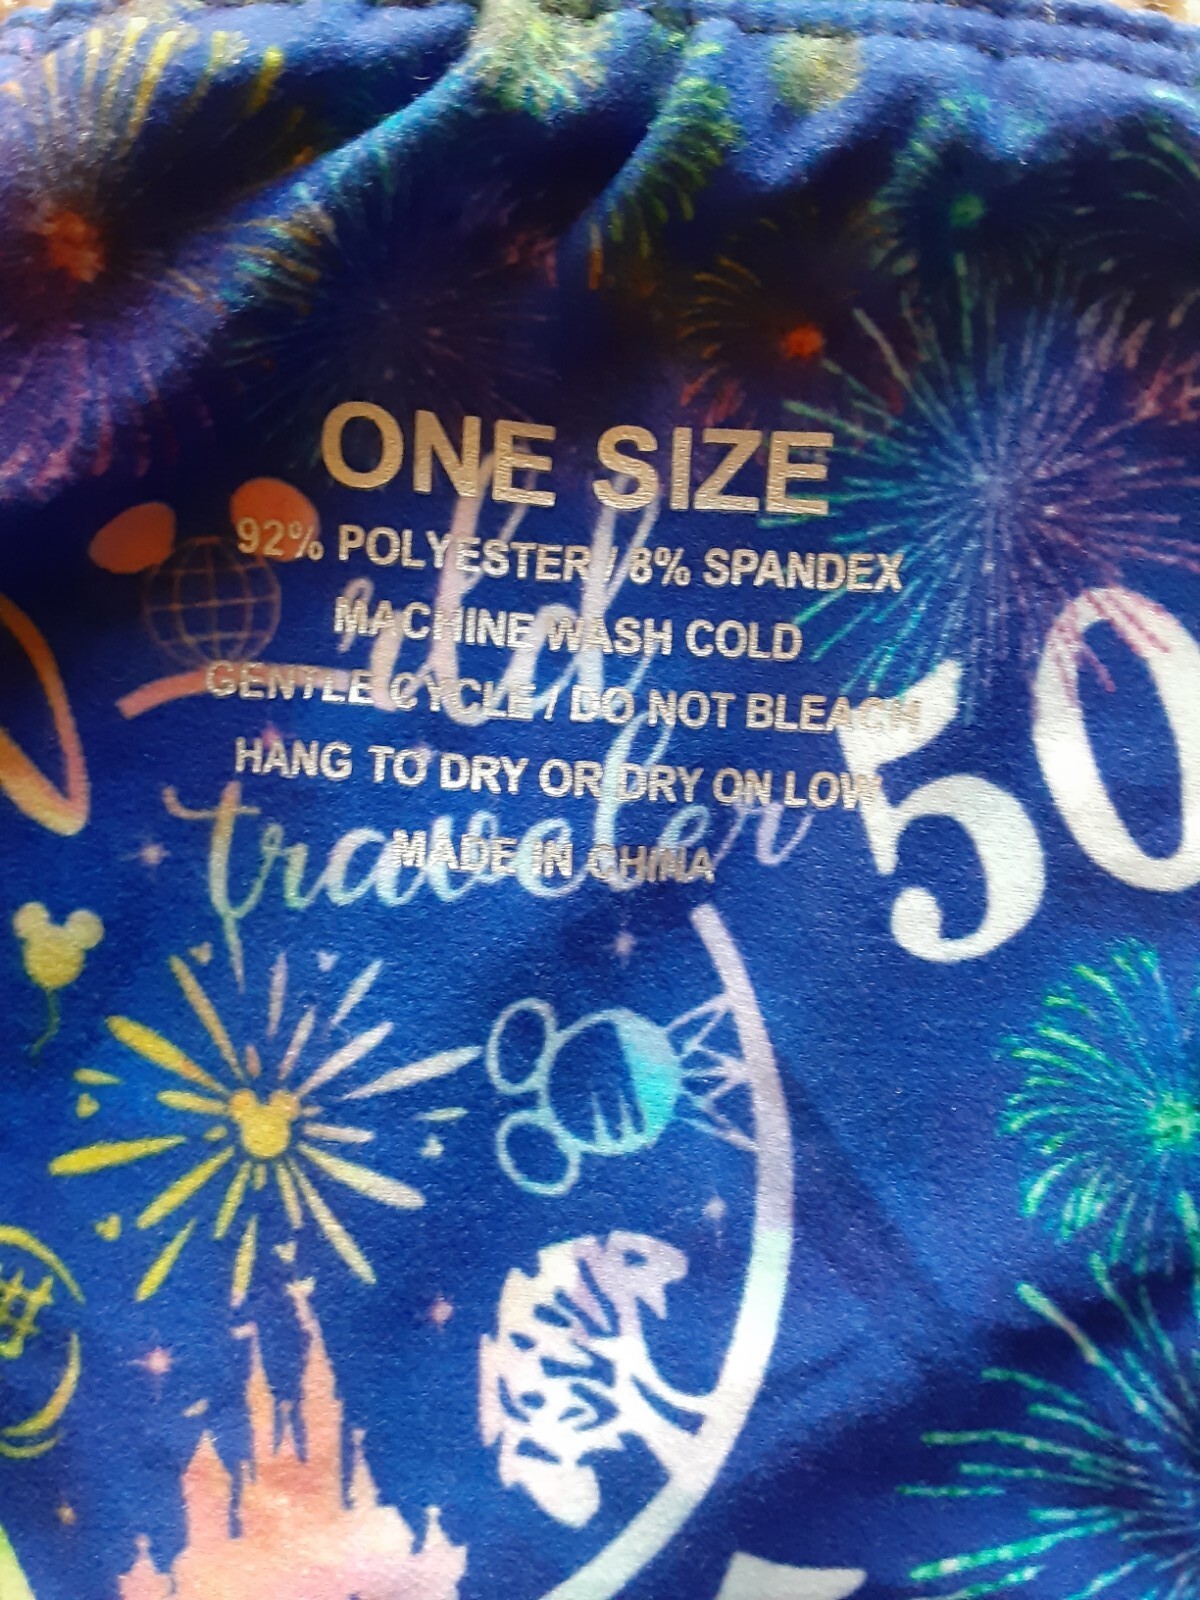 ONE SIZE
92% POLYESTER / 8% SPANDEX
MACHINE WASH COLD
GENTLE CYCLE / DO NOT BLEACH
HANG TO DRY OR DRY ON LOW
MADE IN CHINA
traveler
50